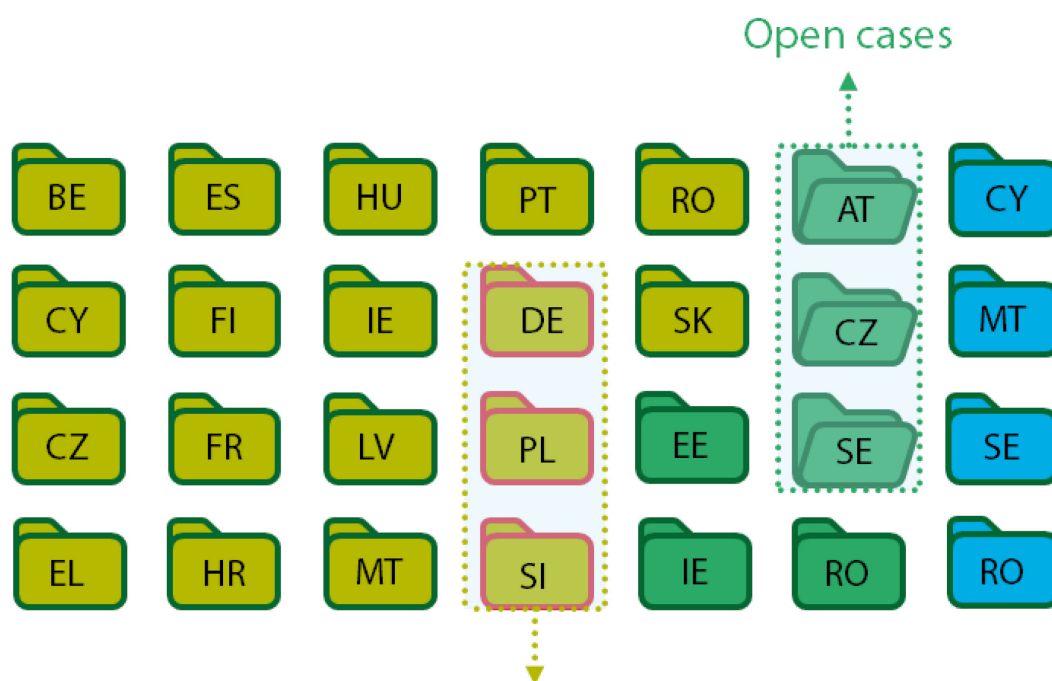 Open cases
BE ES HU PT RO AT CY
CY FI IE DE SK CZ MT
CZ FR LV PL EE SE SE
EL HR MT SI IE RO RO